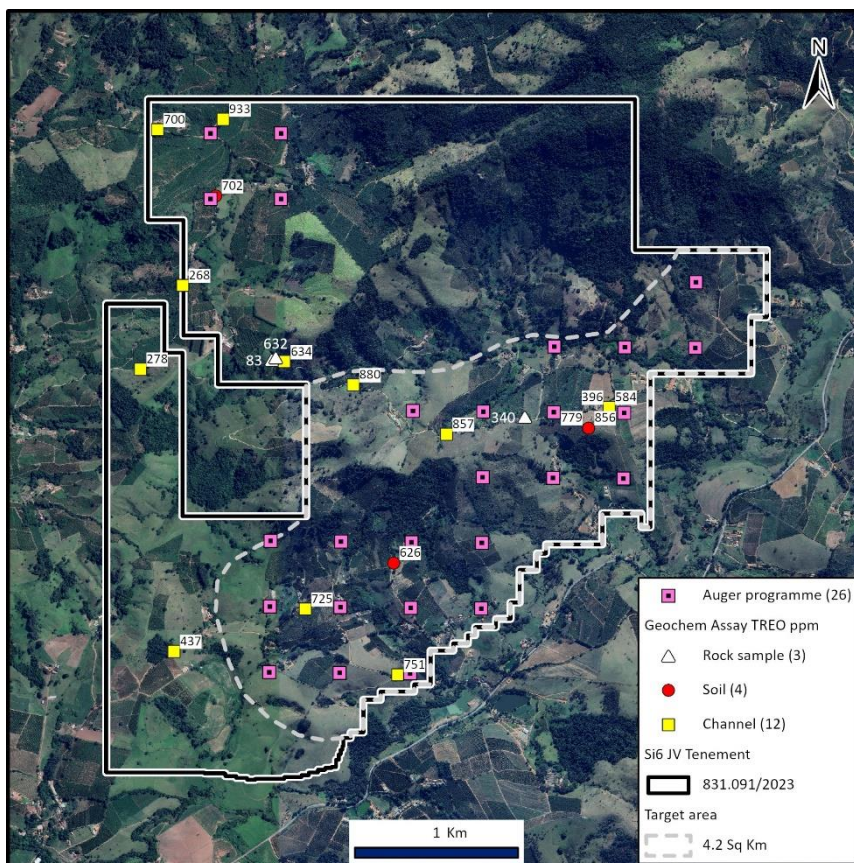 N
933
700
702
268
632
83
634
278
880
396
584
340
779
856
857
626
725
437
751
Auger programme (26)
Geochem Assay TREO ppm
Rock sample (3)
Soil (4)
Channel (12)
Si6 JV Tenement
831.091/2023
Target area
4.2 Sq Km
1 Km